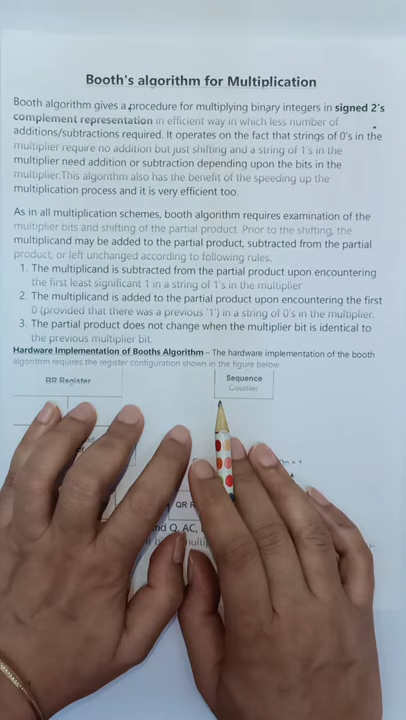 Booth's algorithm for Multiplication
Booth algorithm gives a procedure for multiplying binary integers in signed 2's
complement representation in efficient way in which less number of
additions/subtractions required. It operates on the fact that strings of 0's in the
multiplier require no addition but just shifting and a string of 1's in the
multiplier need addition or subtraction depending upon the bits in the
multiplier.This algorithm also has the benefit of the speeding up the
multiplication process and it is very efficient too.
As in all multiplication schemes, booth algorithm requires examination of the
multiplier bits and shifting of the partial product. Prior to the shifting, the
multiplicand may be added to the partial product, subtracted from the partial
product, or left unchanged according to following rules:
1. The multiplicand is subtracted from the partial product upon encountering
the first least significant 1 in a string of 1's in the multiplier
2. The multiplicand is added to the partial product upon encountering the first
0 (provided that there was a previous '1') in a string of 0's in the multiplier.
3. The partial product does not change when the multiplier bit is identical to
the previous multiplier bit.
Hardware Implementation of Booths Algorithm – The hardware implementation of the booth
algorithm requires the register configuration shown in the figure below
BR Register
Sequence
Counter
QR
Q, AC,